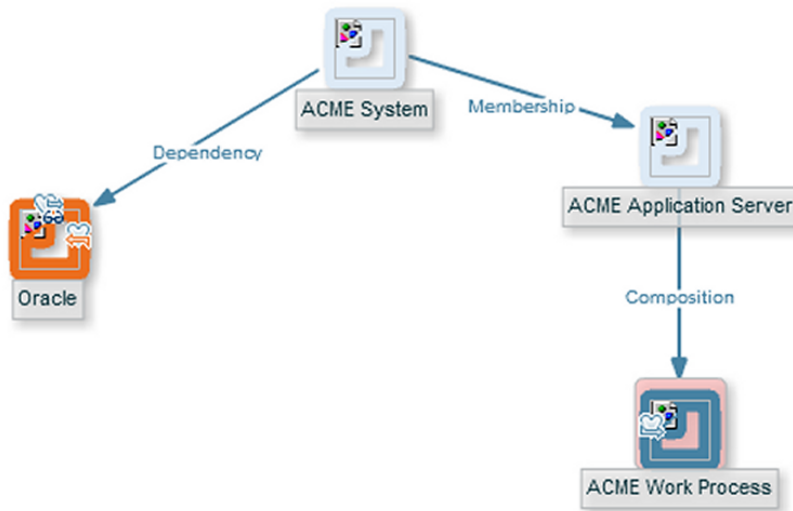 ACME System
Membership
Dependency
ACME Application Server
Oracle
Composition
ACME Work Process